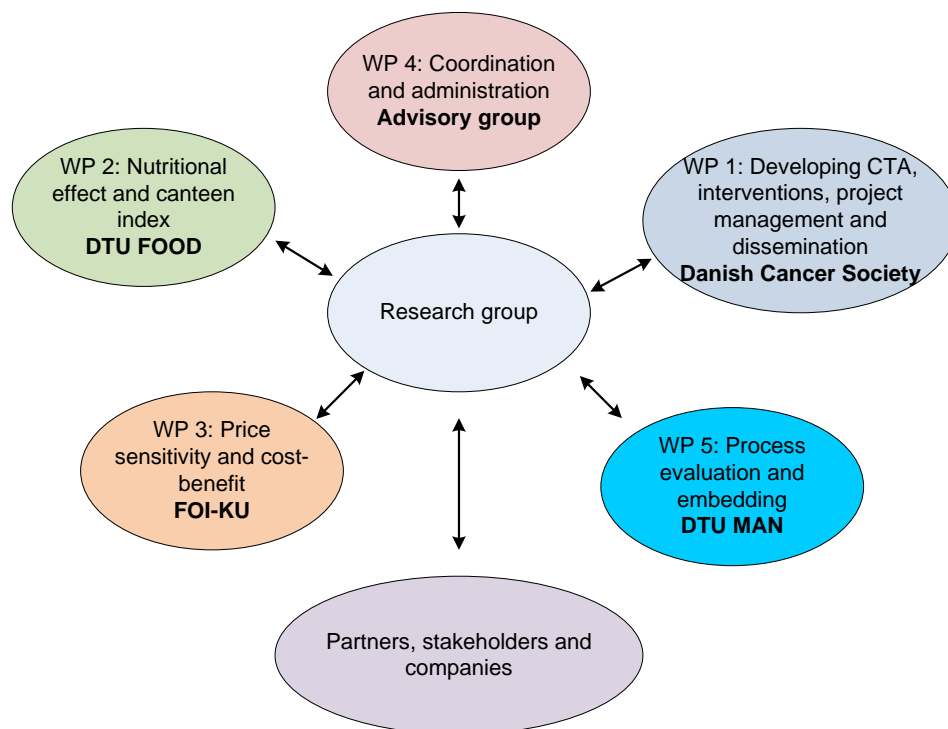 WP 4: Coordination
and administration
Advisory group
WP 2: Nutritional
effect and canteen
index
DTU FOOD
WP 1: Developing CTA,
interventions, project
management and
dissemination
Danish Cancer Society
Research group
WP 3: Price
sensitivity and cost-
benefit
FOI-KU
WP 5: Process
evaluation and
embedding
DTU MAN
Partners, stakeholders and
companies